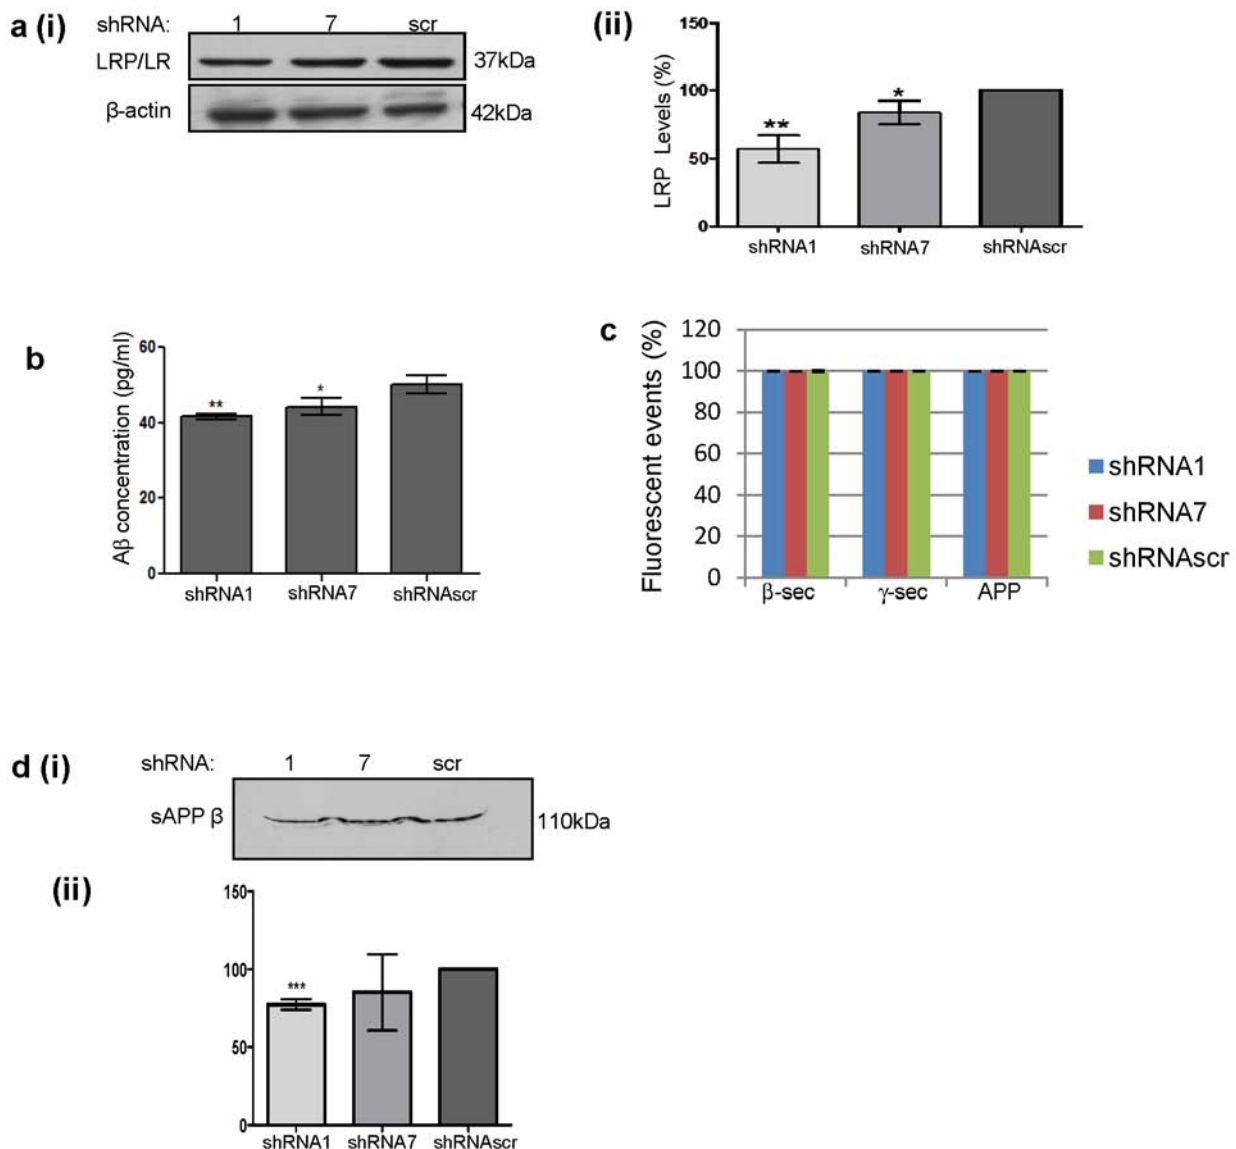 a (i)
shRNA: 1 7 scr
LRP/LR 37kDa
β-actin 42kDa
(ii)
LRP Levels (%)
150
100
50
0
** *
shRNA1 shRNA7 shRNAscr
b
Aβ concentration (pg/ml)
60
40
20
0
** *
shRNA1 shRNA7 shRNAscr
c
Fluorescent events (%)
120
100
80
60
40
20
0
β-sec γ-sec APP
shRNA1
shRNA7
shRNAscr
d (i)
shRNA: 1 7 scr
sAPP β 110kDa
(ii)
150
100
50
0
***
shRNA1 shRNA7 shRNAscr